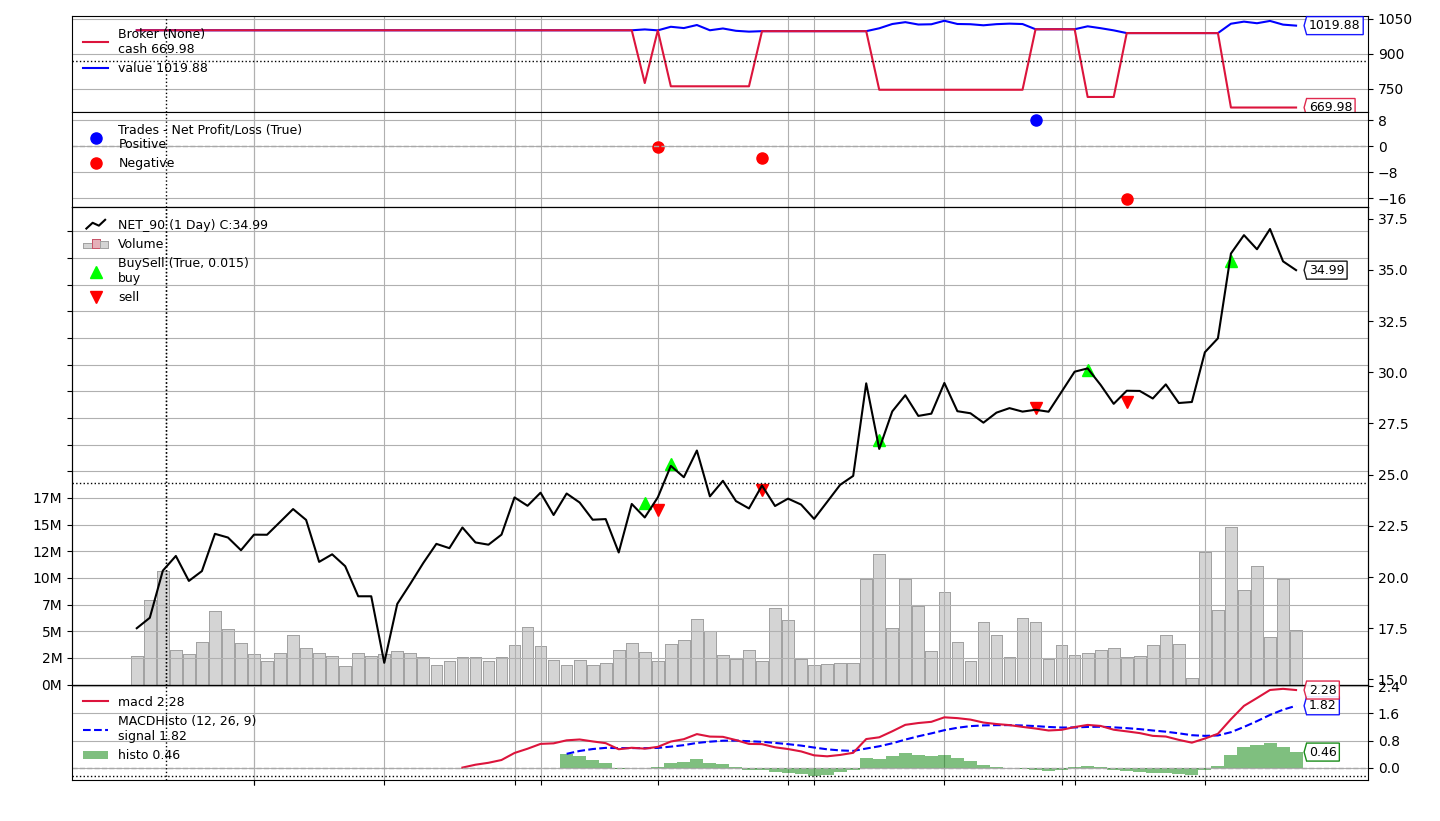 Broker (None)
cash 669.98
value 1019.88
1050
1019.88
900
750
669.98
Trades - Net Profit/Loss (True)
Positive
Negative
8
0
−8
−16
NET_90 (1 Day) C:34.99
Volume
BuySell (True, 0.015)
buy
sell
37.5
35.0
34.99
32.5
30.0
27.5
25.0
22.5
20.0
17.5
15.0
17M
15M
12M
10M
7M
5M
2M
0M
macd 2.28
MACDHisto (12, 26, 9)
signal 1.82
histo 0.46
2.4
2.28
1.82
1.6
0.8
0.46
0.0